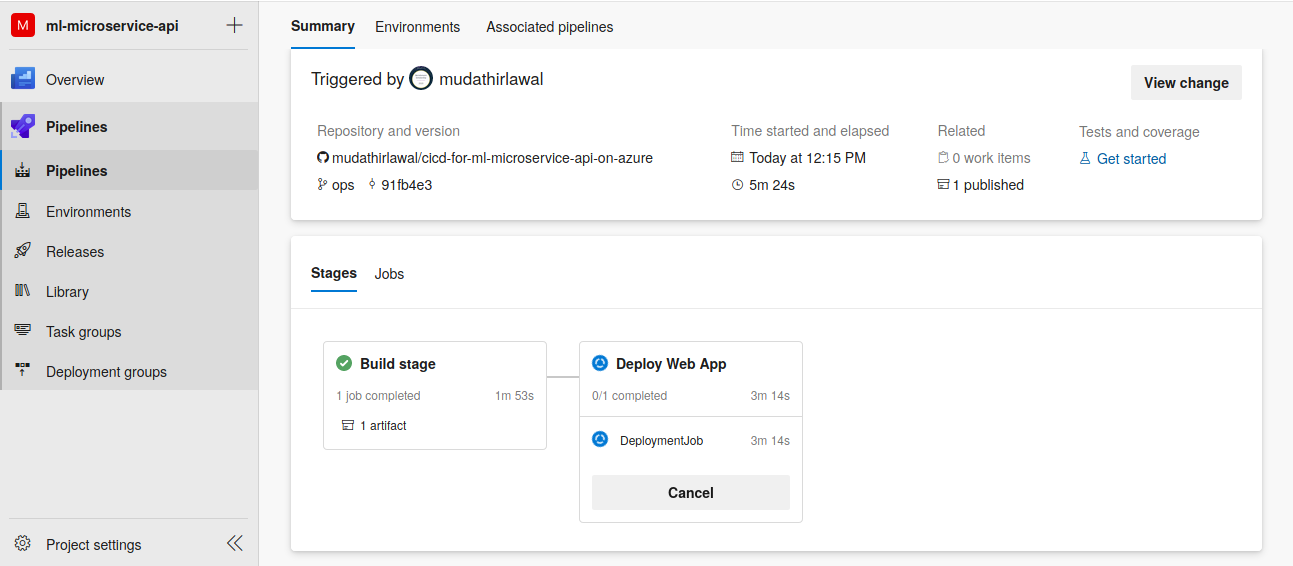 M ml-microservice-api
Overview
Pipelines
Pipelines
Environments
Releases
Library
Task groups
Deployment groups
Project settings
Summary Environments Associated pipelines
Triggered by mudathirlawal
View change
Repository and version Time started and elapsed Related Tests and coverage
mudathirlawal/cicd-for-ml-microservice-api-on-azure Today at 12:15 PM 0 work items Get started
ops 91fb4e3 5m 24s 1 published
Stages Jobs
Build stage
1 job completed 1m 53s
1 artifact
Deploy Web App
0/1 completed 3m 14s
DeploymentJob 3m 14s
Cancel